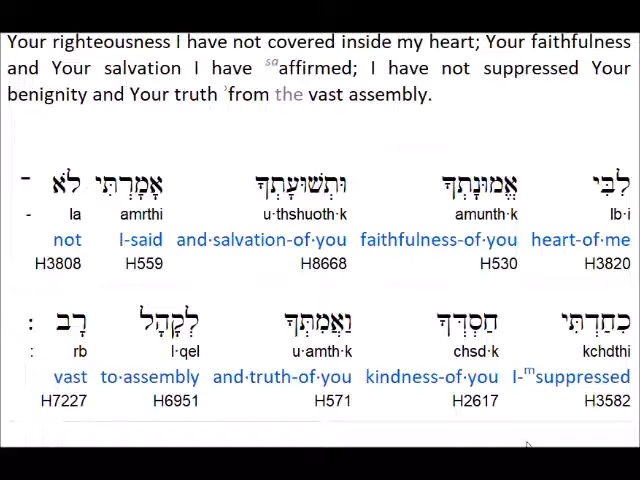 Your righteousness I have not covered inside my heart; Your faithfulness
and Your salvation I have ˢᵃaffirmed; I have not suppressed Your
benignity and Your truth ʾfrom the vast assembly.
לִבִּי אֱמוּנָתְךָ וּתְשׁוּעָתְךָ אָמָרְתִּי לֹא ־
- la amrthi u·thshuoth·k amunth·k lb·i
not I-said and·salvation-of·you faithfulness-of·you heart-of·me
H3808 H559 H8668 H530 H3820
כִחַדְתִּי חַסְדְּךָ וַאֲמִתְּךָ לְקָהָל רָב :
: rb l·qel u·amth·k chsd·k kchdthi
vast to·assembly and·truth-of·you kindness-of·you I-ᵐsuppressed
H7227 H6951 H571 H2617 H3582